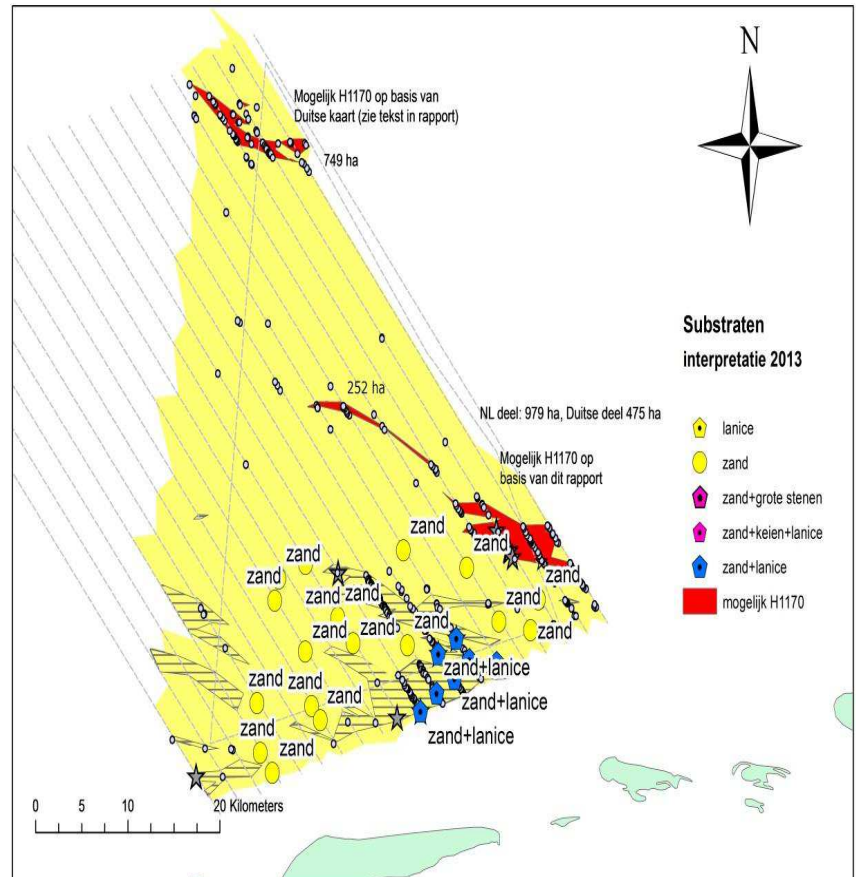 N
Mogelijk H1170 op basis van
Duitse kaart (zie tekst in rapport)
749 ha
252 ha
NL deel: 979 ha, Duitse deel 475 ha
Mogelijk H1170 op
basis van dit rapport
Substraten
interpretatie 2013
lanice
zand
zand+grote stenen
zand+keien+lanice
zand+lanice
mogelijk H1170
zand
zand
zand
zand
zand
zand
zand
zand
zand
zand
zand
zand
zand
zand+lanice
zand
zand
zand+lanice
zand
zand+lanice
zand
zand
0 5 10 20 Kilometers